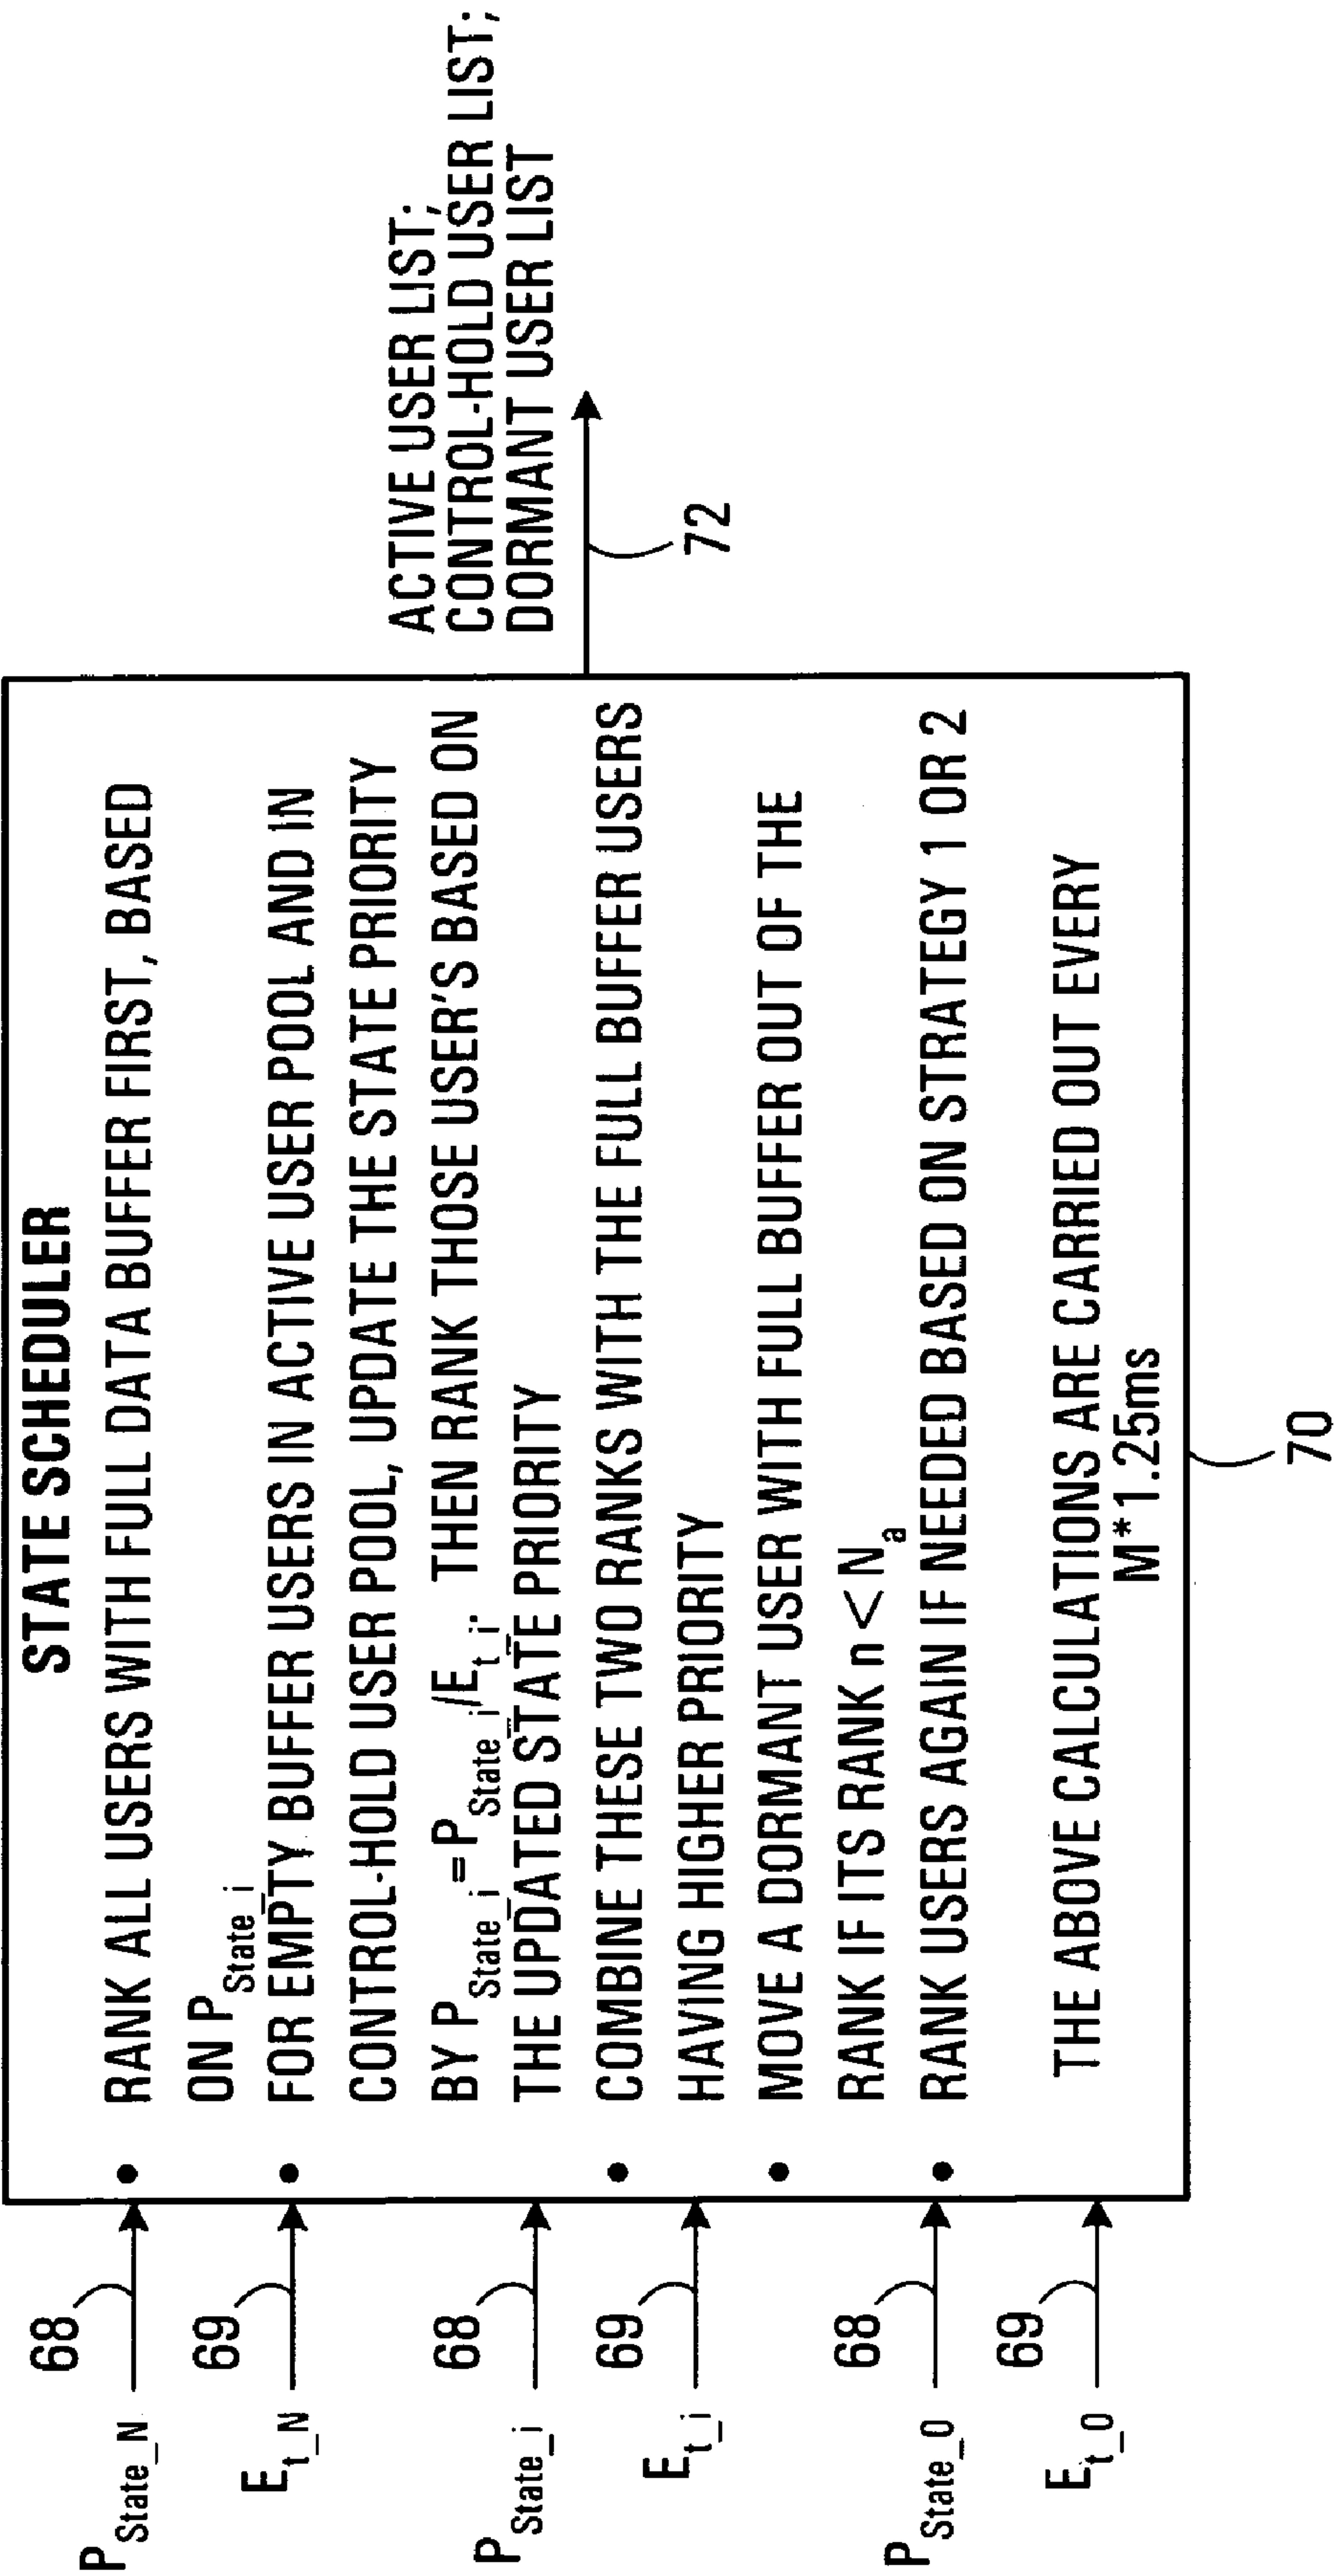 STATE SCHEDULER
• RANK ALL USERS WITH FULL DATA BUFFER FIRST, BASED
ON P_State_i
• FOR EMPTY BUFFER USERS IN ACTIVE USER POOL AND IN
CONTROL-HOLD USER POOL, UPDATE THE STATE PRIORITY
BY P_State_i = P_State_i/E_t_i. THEN RANK THOSE USER'S BASED ON
THE UPDATED STATE PRIORITY
• COMBINE THESE TWO RANKS WITH THE FULL BUFFER USERS
HAVING HIGHER PRIORITY
• MOVE A DORMANT USER WITH FULL BUFFER OUT OF THE
RANK IF ITS RANK n < N_a
• RANK USERS AGAIN IF NEEDED BASED ON STRATEGY 1 OR 2
THE ABOVE CALCULATIONS ARE CARRIED OUT EVERY
M*1.25ms
70
P_State_N
68
E_t_N
69
P_State_i
68
E_t_i
69
P_State_0
68
E_t_0
69
ACTIVE USER LIST;
CONTROL-HOLD USER LIST;
DORMANT USER LIST
72